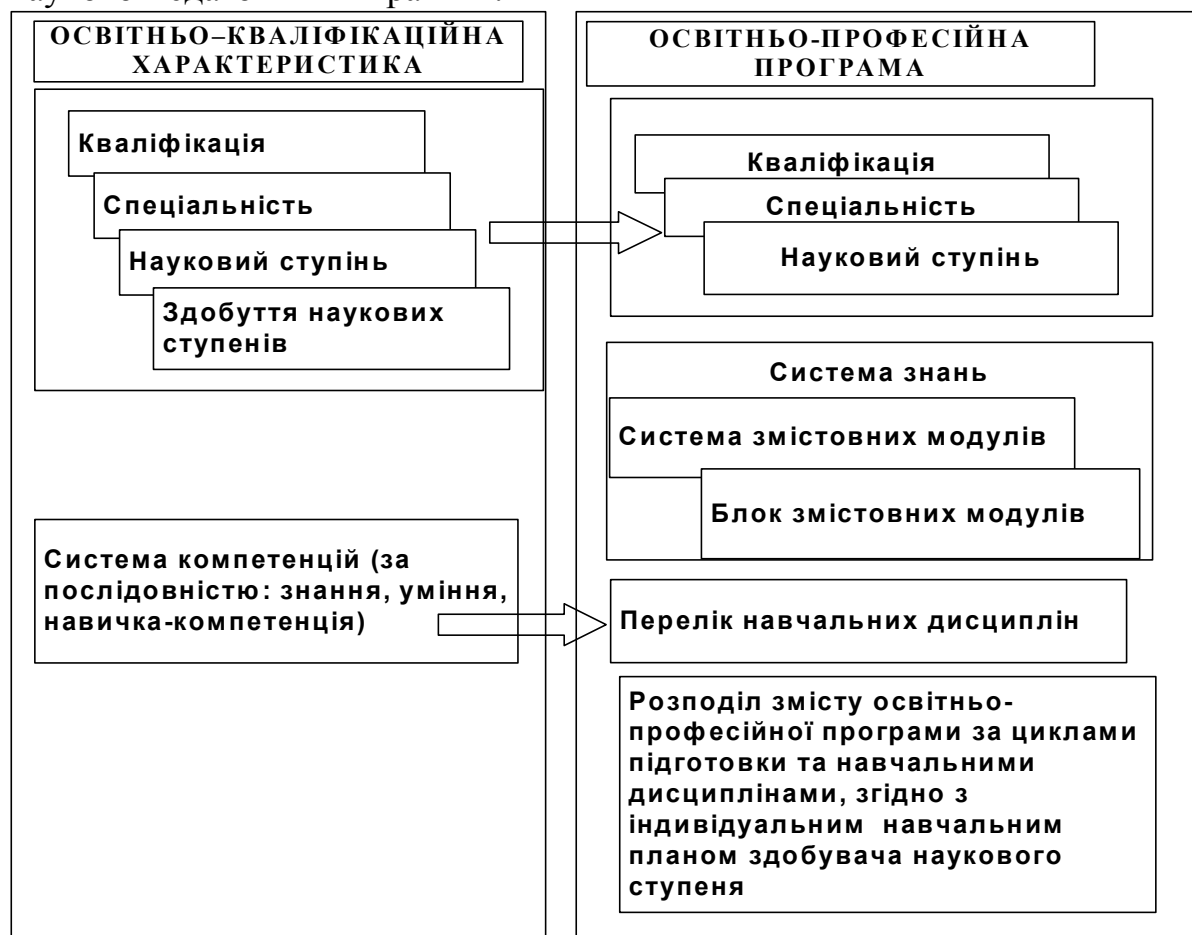 ОСВІТНЬО–КВАЛІФІКАЦІЙНА
ХАРАКТЕРИСТИКА
Кваліфікація
Спеціальність
Науковий ступінь
Здобуття наукових
ступенів
Система компетенцій (за
послідовністю: знання, уміння,
навичка-компетенція)
ОСВІТНЬО-ПРОФЕСІЙНА
ПРОГРАМА
Кваліфікація
Спеціальність
Науковий ступінь
Система знань
Система змістовних модулів
Блок змістовних модулів
Перелік навчальних дисциплін
Розподіл змісту освітньо-
професійної програми за циклами
підготовки та навчальними
дисциплінами, згідно з
індивідуальним навчальним
планом здобувача наукового
ступеня